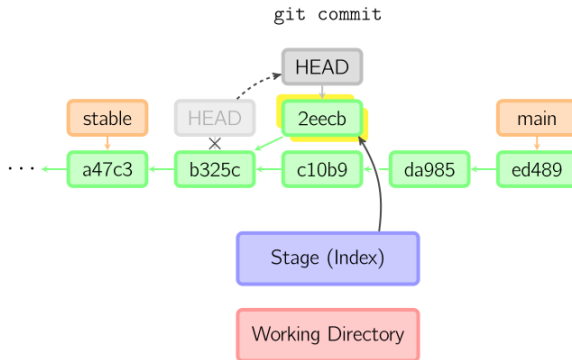 git commit
HEAD
stable
HEAD
2eecb
main
...
a47c3
b325c
c10b9
da985
ed489
Stage (Index)
Working Directory